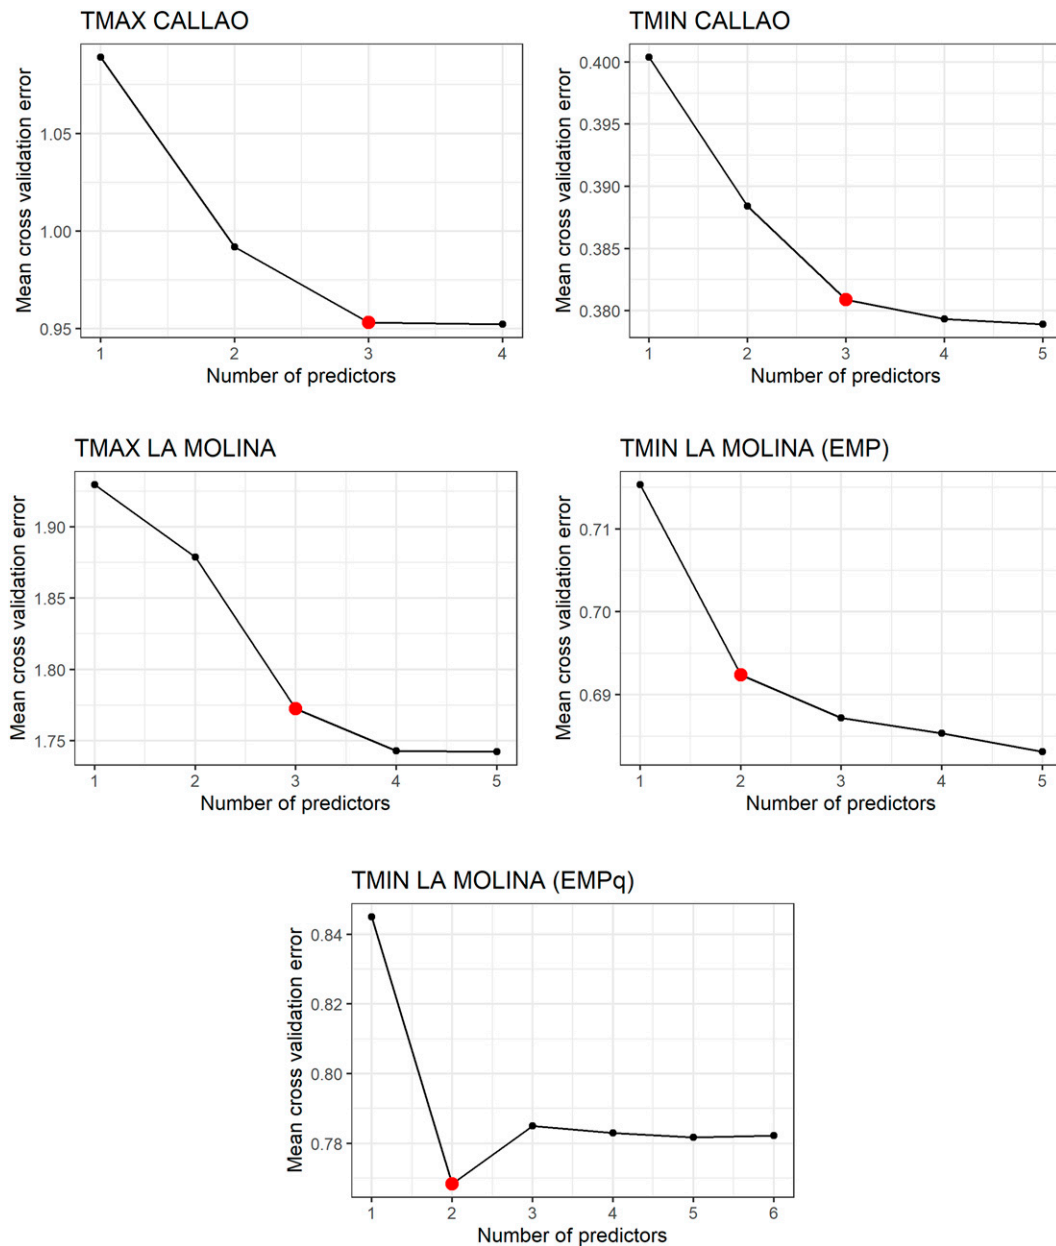 TMAX CALLAO
Mean cross validation error
1.05
1.00
0.95
1 2 3 4
Number of predictors
TMIN CALLAO
Mean cross validation error
0.400
0.395
0.390
0.385
0.380
1 2 3 4 5
Number of predictors
TMAX LA MOLINA
Mean cross validation error
1.90
1.85
1.80
1.75
1 2 3 4 5
Number of predictors
TMIN LA MOLINA (EMP)
Mean cross validation error
0.71
0.70
0.69
1 2 3 4 5
Number of predictors
TMIN LA MOLINA (EMPq)
Mean cross validation error
0.84
0.82
0.80
0.78
1 2 3 4 5 6
Number of predictors